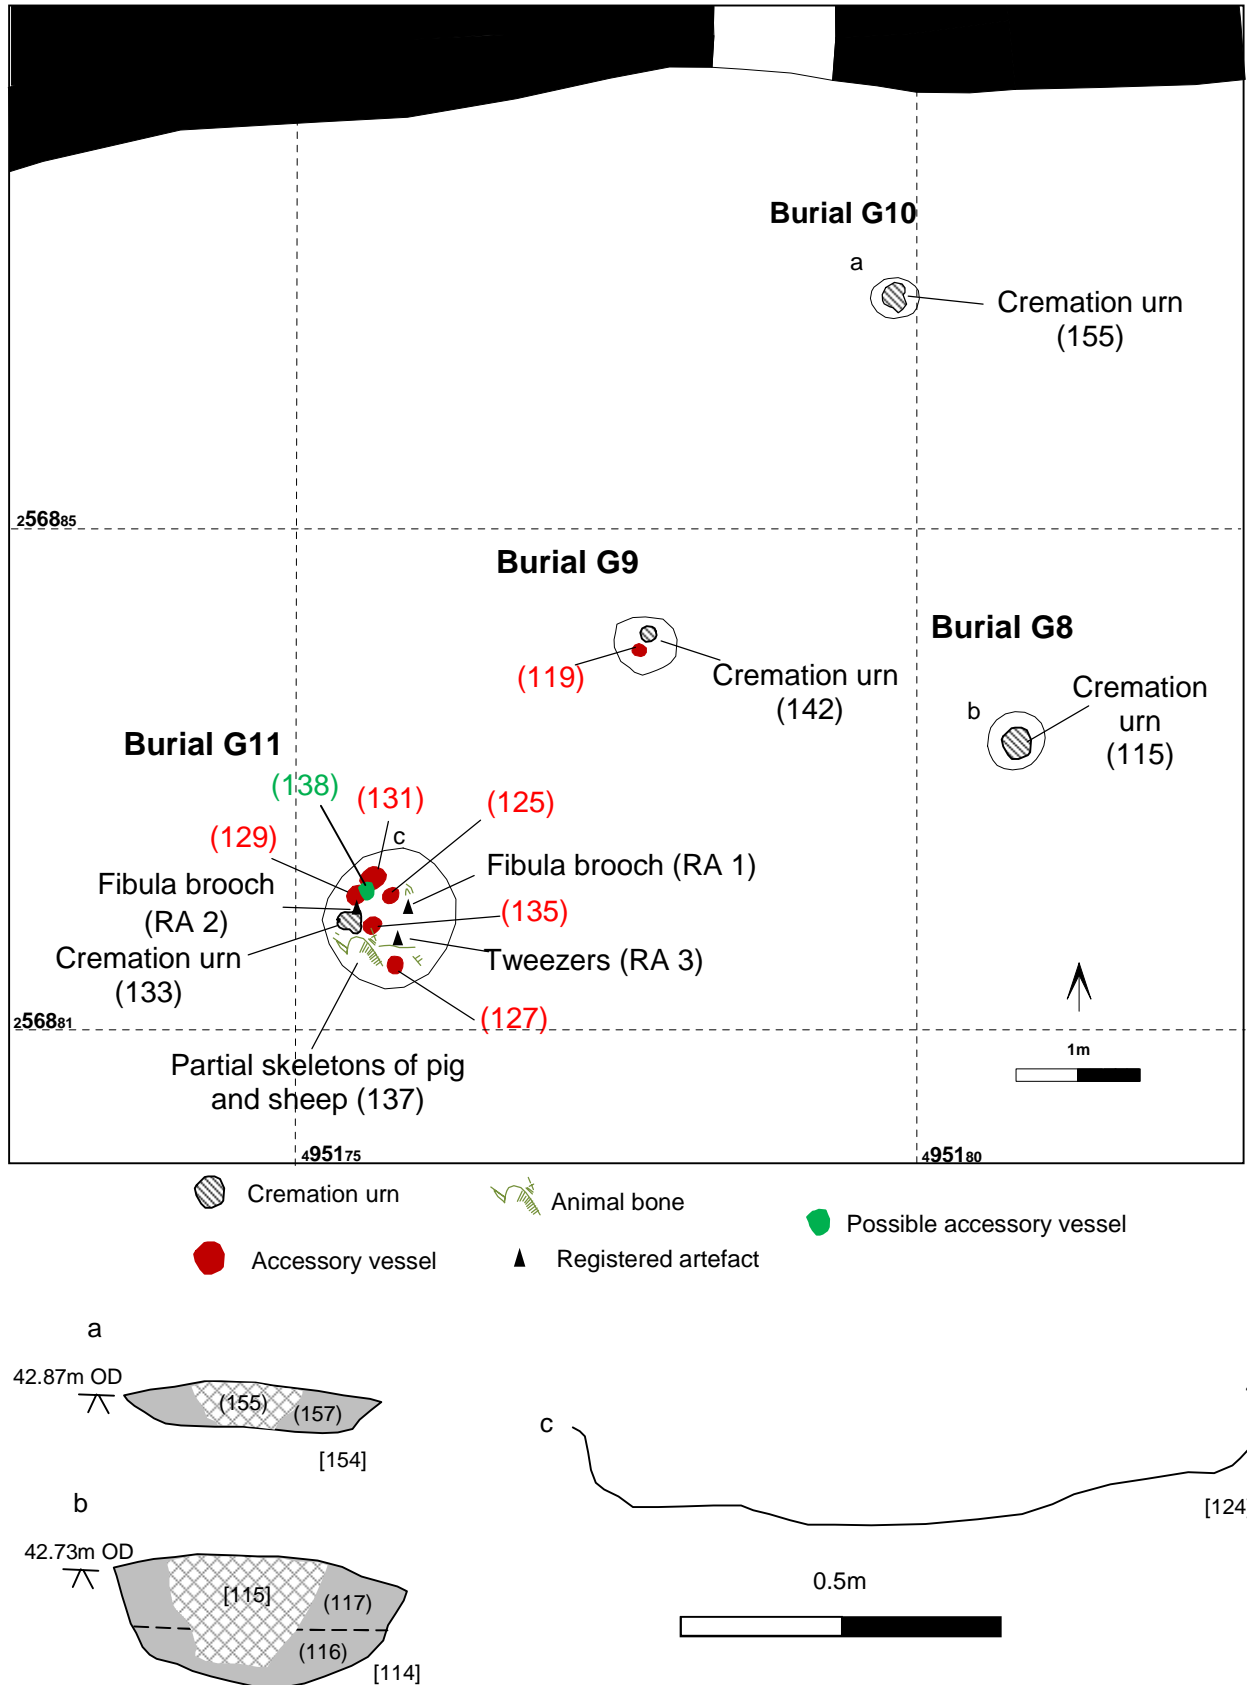 Burial G10
a
Cremation urn
(155)
256885
Burial G9
Burial G8
(119)
Cremation urn
(142)
Cremation
urn
(115)
b
Burial G11
(138)
(131)
(125)
(129)
c
Fibula brooch (RA 1)
Fibula brooch
(RA 2)
(135)
Cremation urn
(133)
Tweezers (RA 3)
(127)
256881
1m
Partial skeletons of pig
and sheep (137)
495175
495180
Cremation urn
Animal bone
Possible accessory vessel
Accessory vessel
Registered artefact
a
42.87m OD
(155)
(157)
[154]
c
[124]
b
42.73m OD
[115]
(117)
(116)
[114]
0.5m